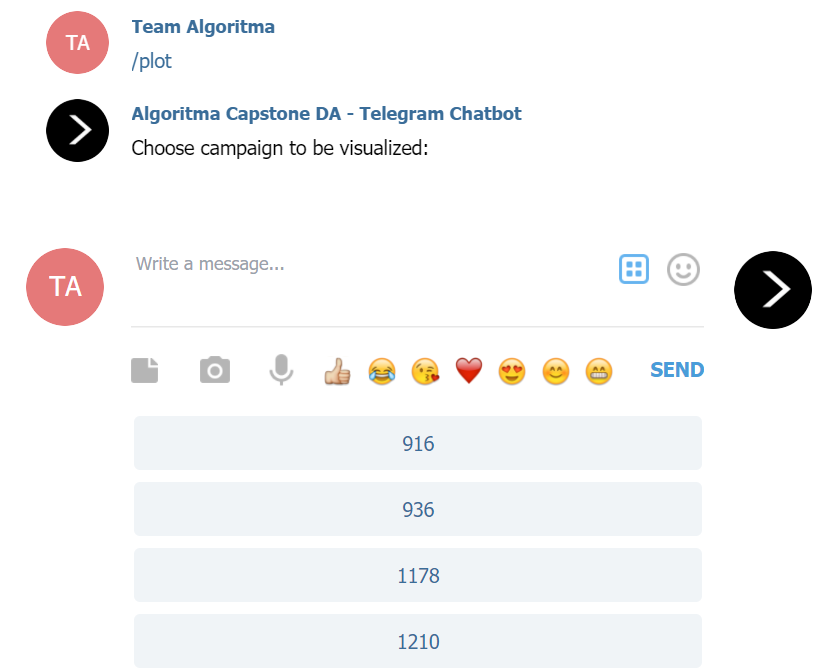 TA
Team Algoritma
/plot
Algoritma Capstone DA - Telegram Chatbot
Choose campaign to be visualized:
TA
Write a message...
SEND
916
936
1178
1210